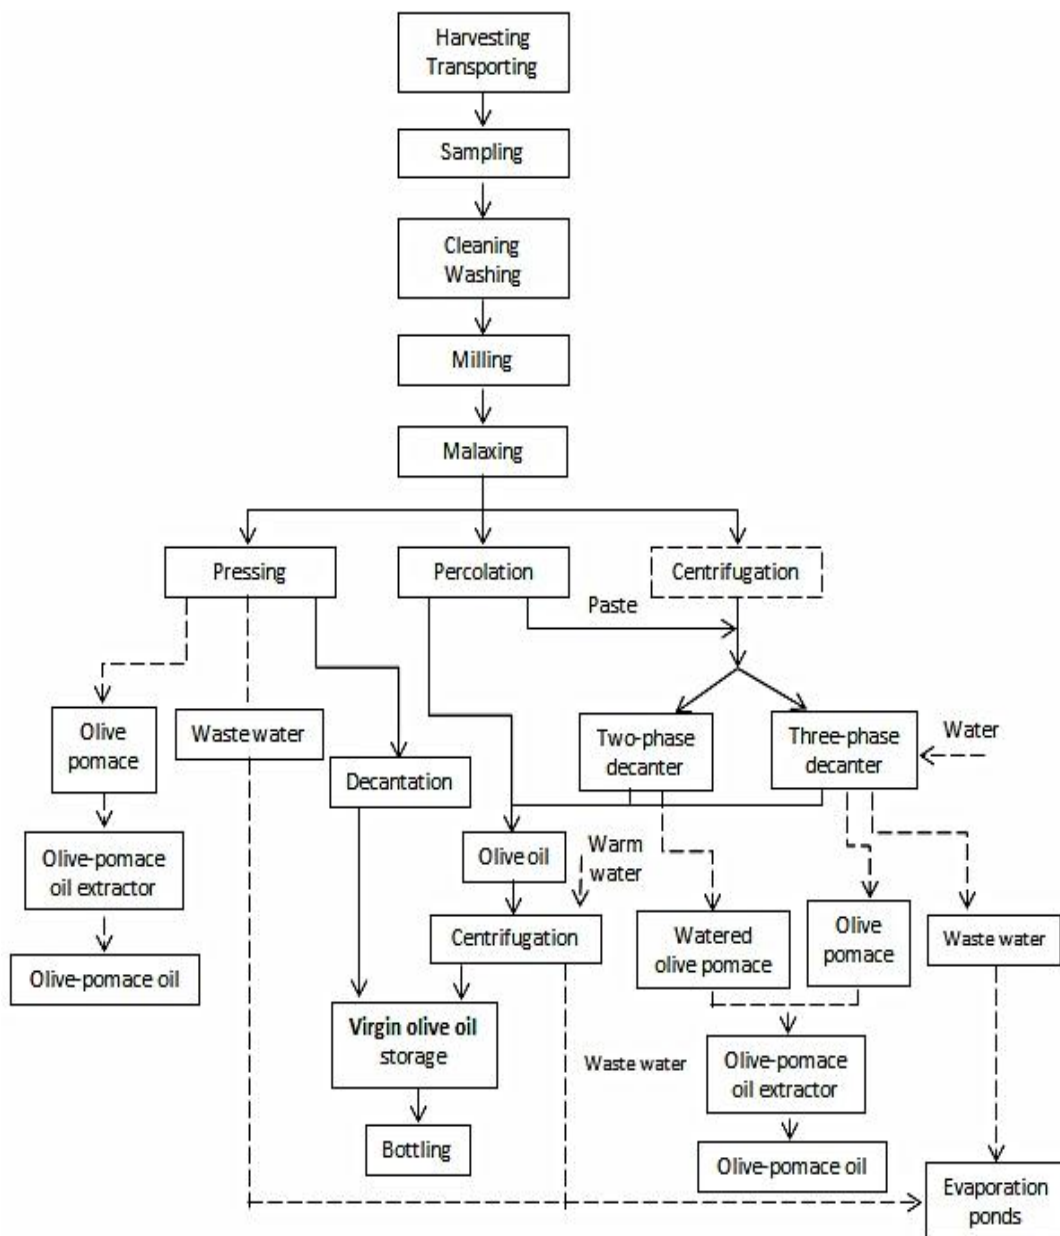 Harvesting
Transporting
Sampling
Cleaning
Washing
Milling
Malaxing
Pressing
Percolation
Centrifugation
Paste
Olive
pomace
Waste water
Decantation
Two-phase
decanter
Three-phase
decanter
Water
Olive-pomace
oil extractor
Olive oil
Warm
water
Olive-pomace oil
Centrifugation
Watered
olive pomace
Olive
pomace
Waste water
Virgin olive oil
storage
Waste water
Olive-pomace
oil extractor
Bottling
Olive-pomace oil
Evaporation
ponds